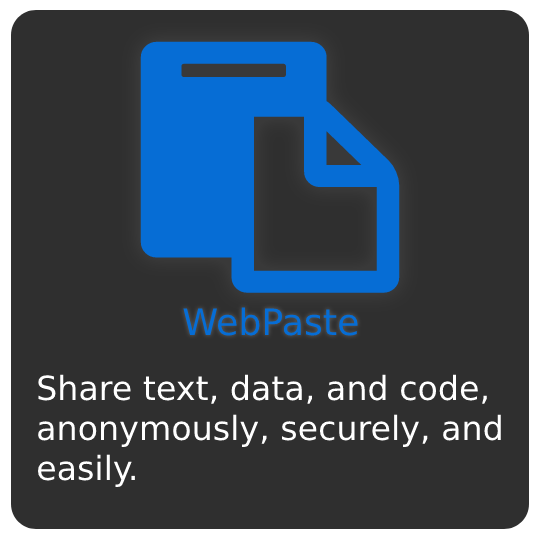 WebPaste
Share text, data, and code,
anonymously, securely, and
easily.